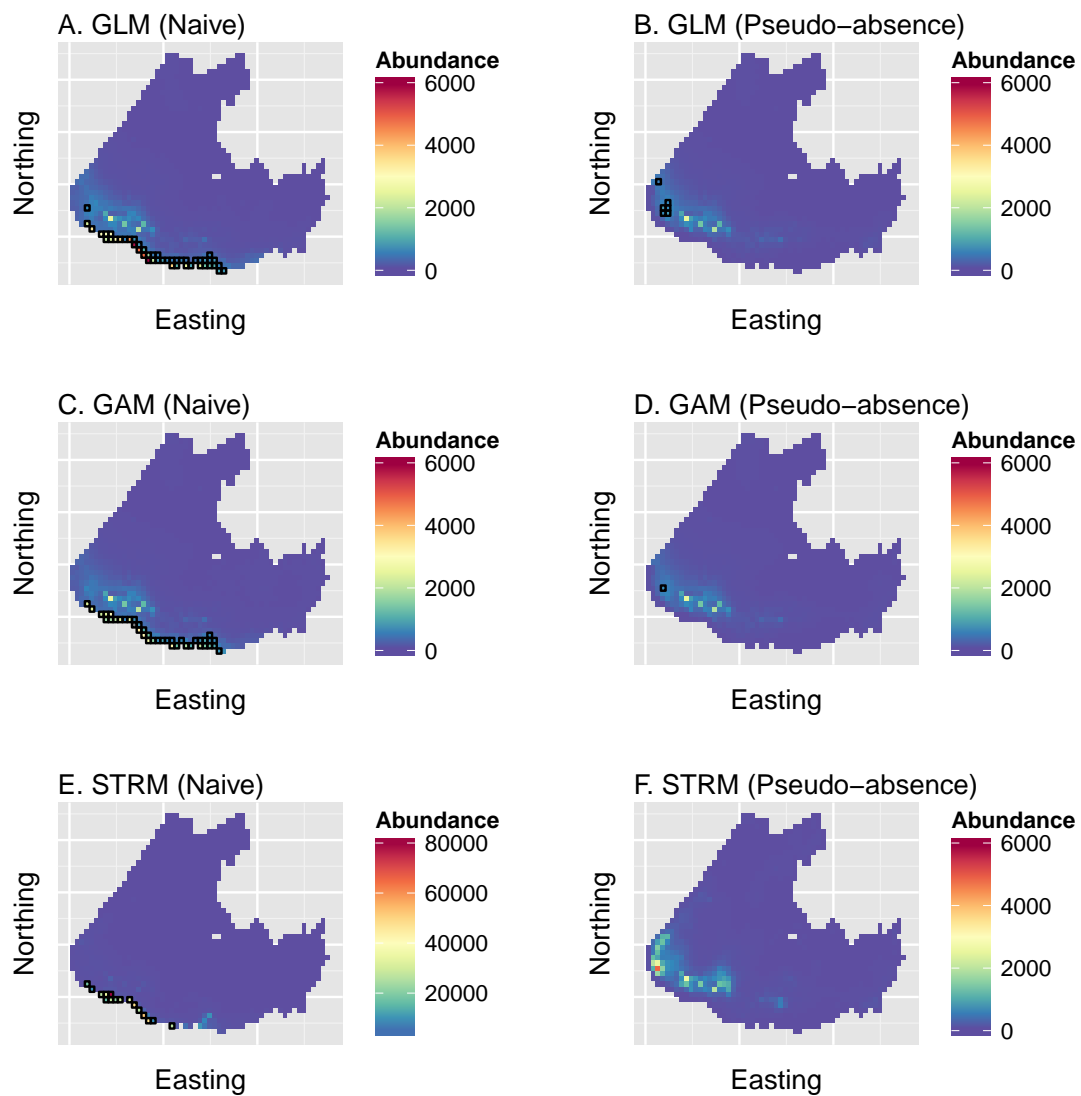 A. GLM (Naive)
Northing
Easting
Abundance
6000
4000
2000
0
B. GLM (Pseudo−absence)
Northing
Easting
Abundance
6000
4000
2000
0
C. GAM (Naive)
Northing
Easting
Abundance
6000
4000
2000
0
D. GAM (Pseudo−absence)
Northing
Easting
Abundance
6000
4000
2000
0
E. STRM (Naive)
Northing
Easting
Abundance
80000
60000
40000
20000
F. STRM (Pseudo−absence)
Northing
Easting
Abundance
6000
4000
2000
0